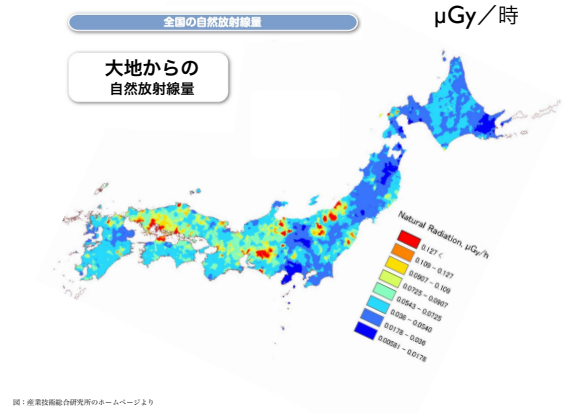 全国の自然放射線量
μGy／時
大地からの
自然放射線量
Natural Radiation, μGy/h
0.127 <
0.109 - 0.127
0.0907 - 0.109
0.0725 - 0.0907
0.0543 - 0.0725
0.036 - 0.0543
0.0178 - 0.036
0.00581 - 0.0178
図：産業技術総合研究所のホームページより